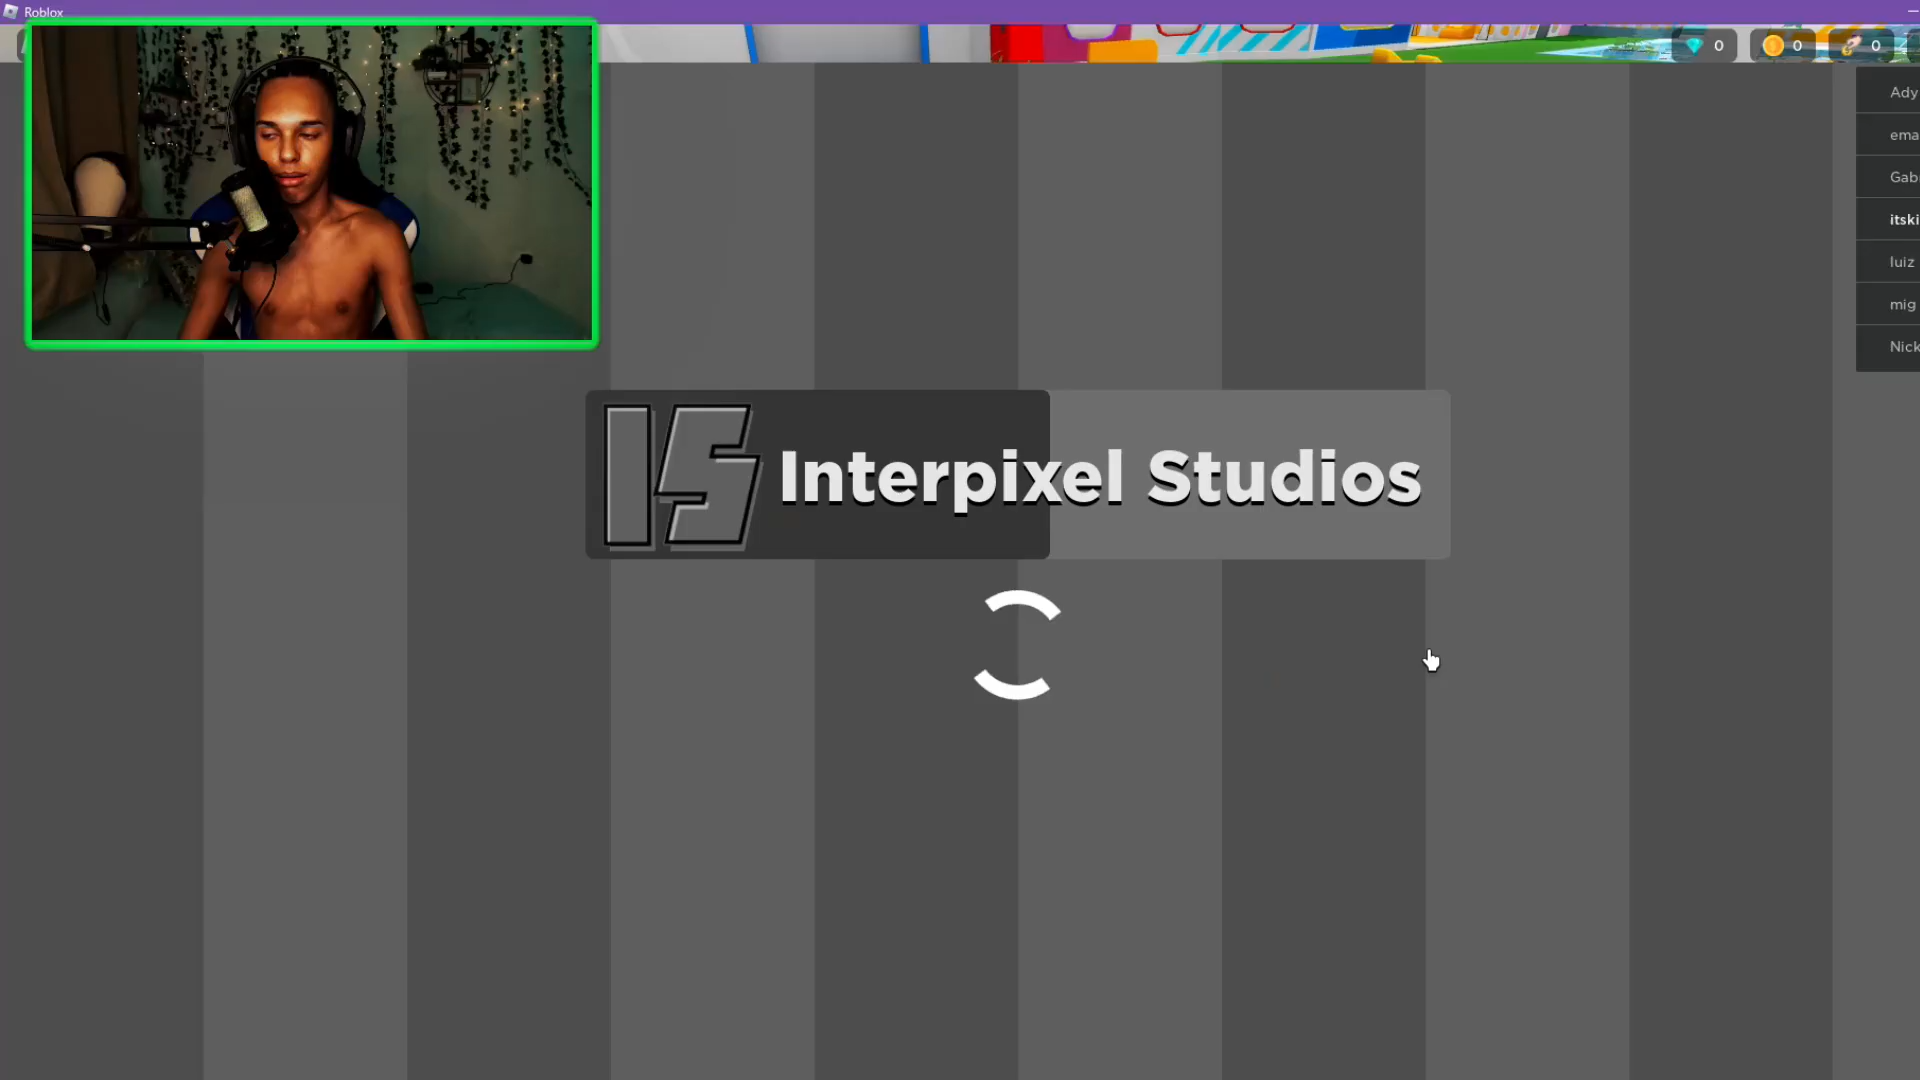 Roblox
0
0
0
Ady
ema
Gab
itski
luiz
mig
Nick
IS
Interpixel Studios